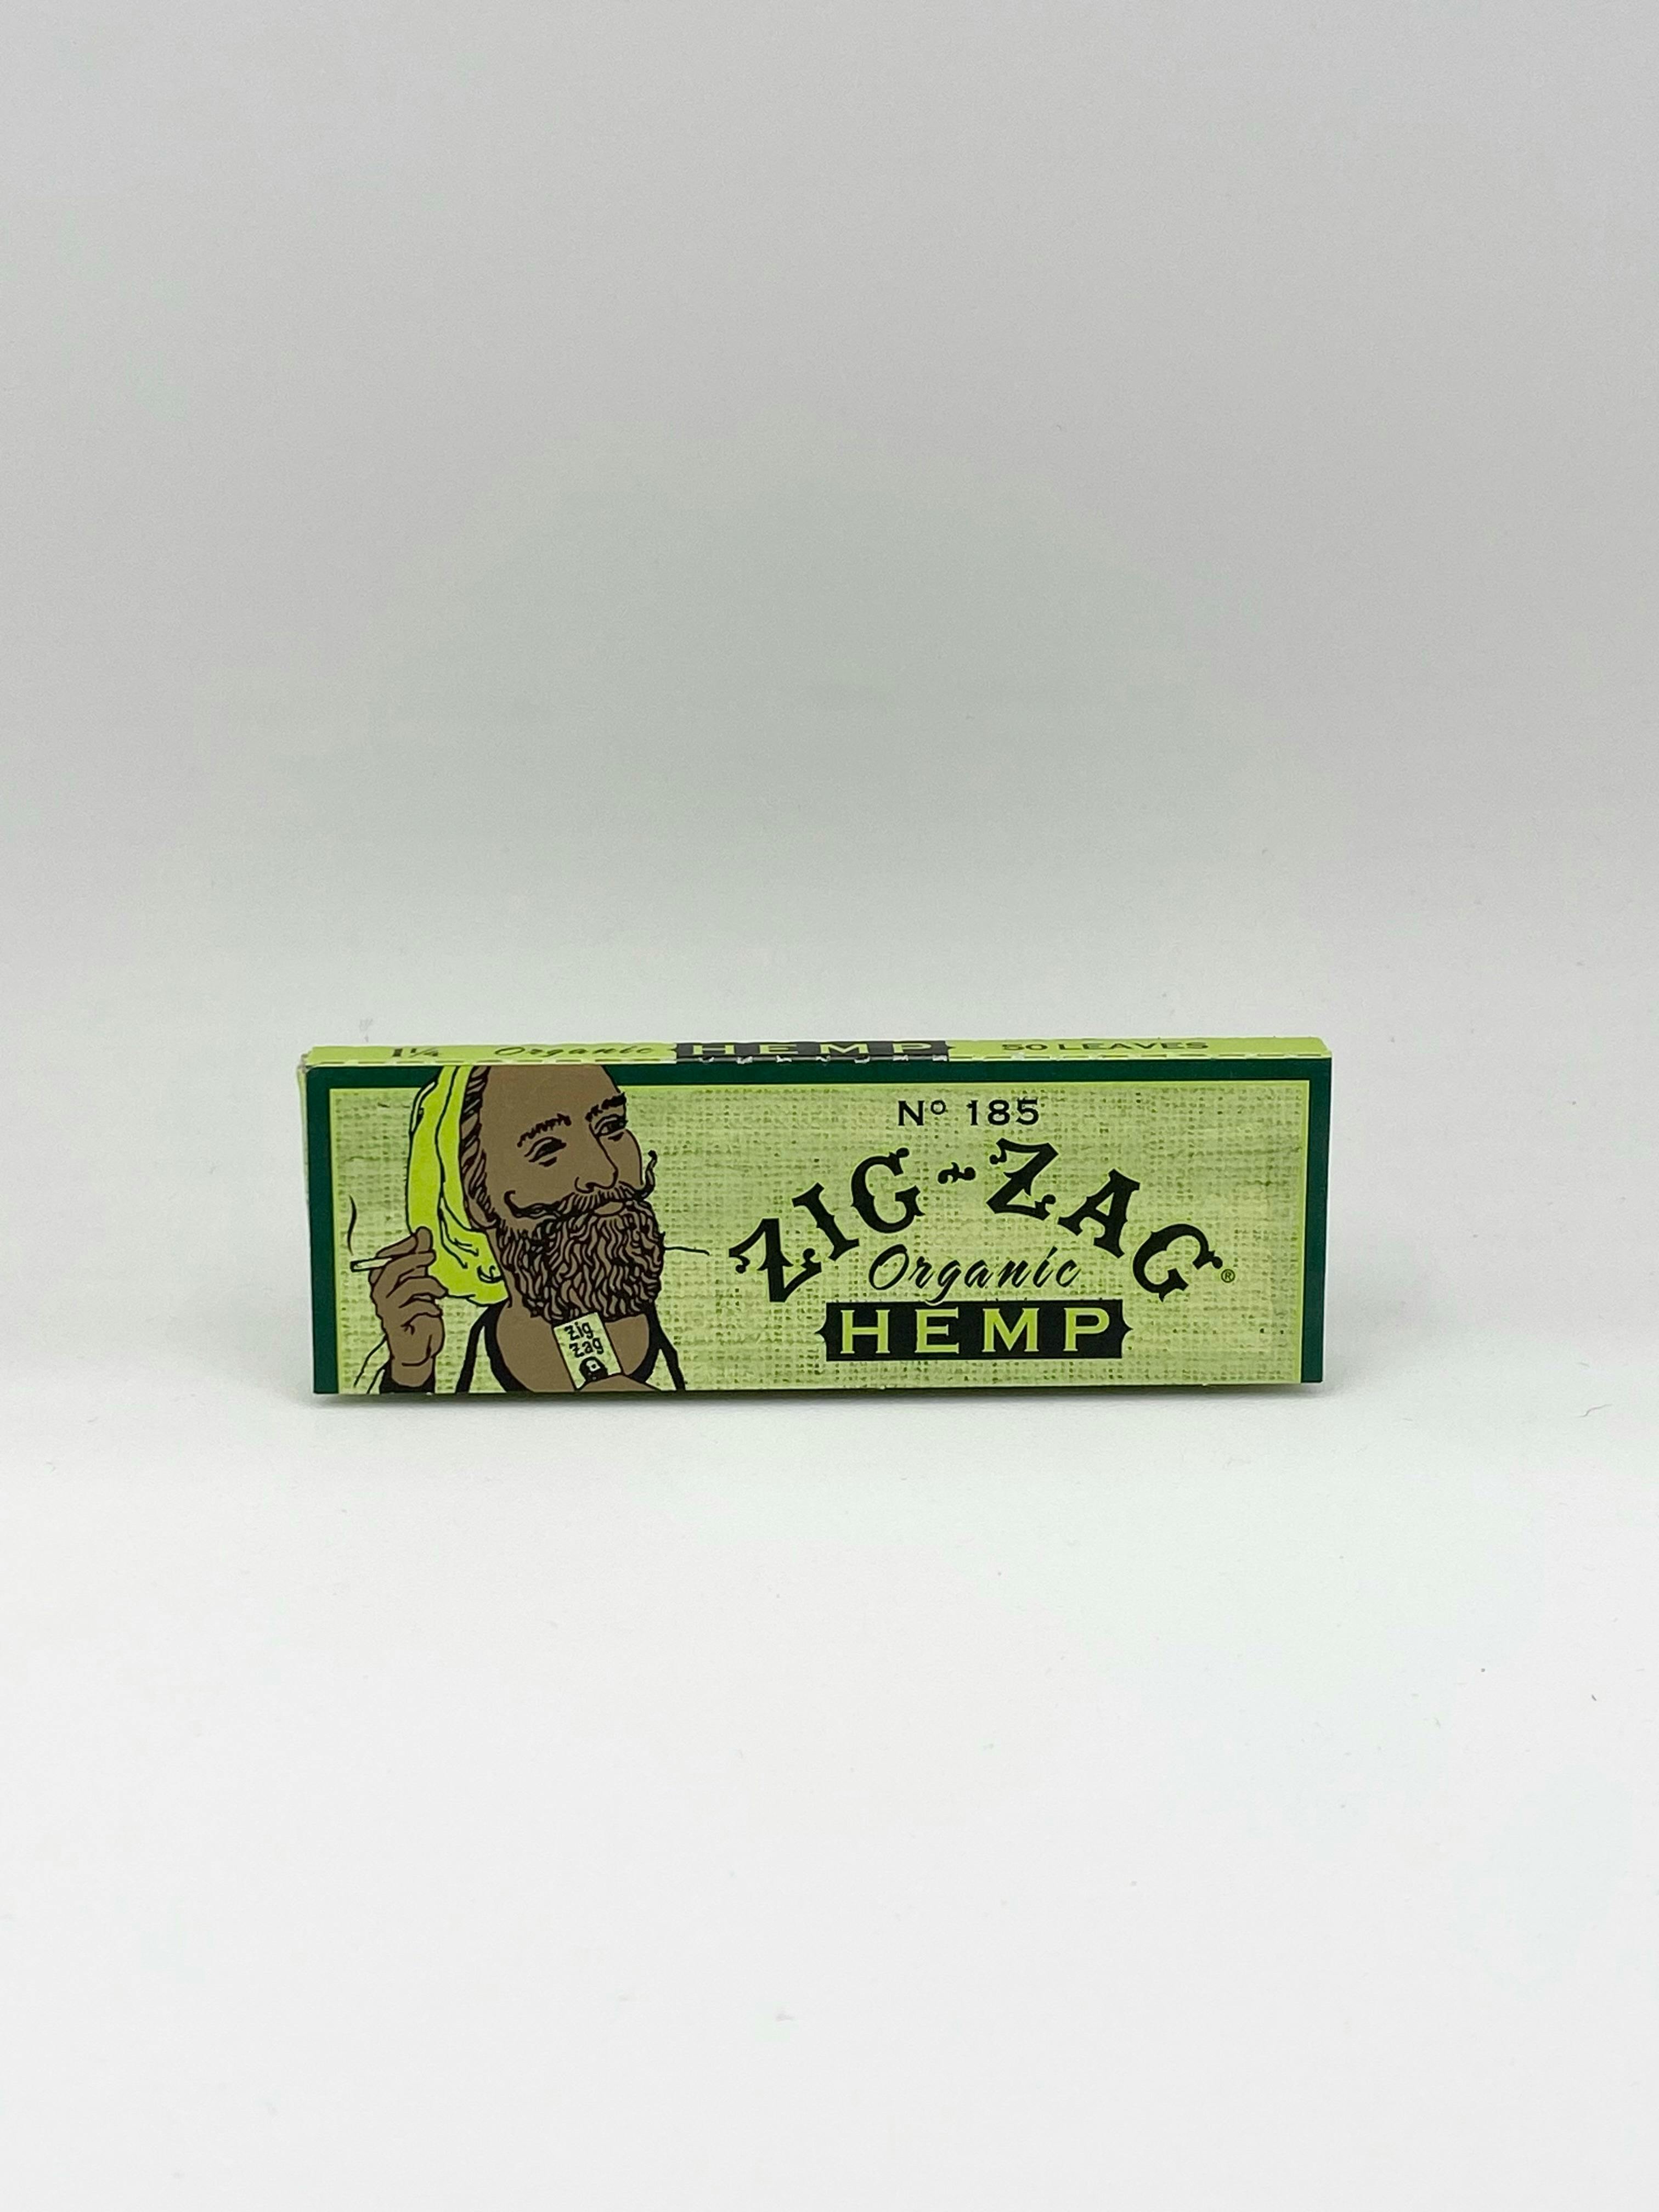 1¼ Organic HEMP 50 LEAVES
Nº 185
ZIG-ZAG®
Organic
HEMP
Zig
Zag